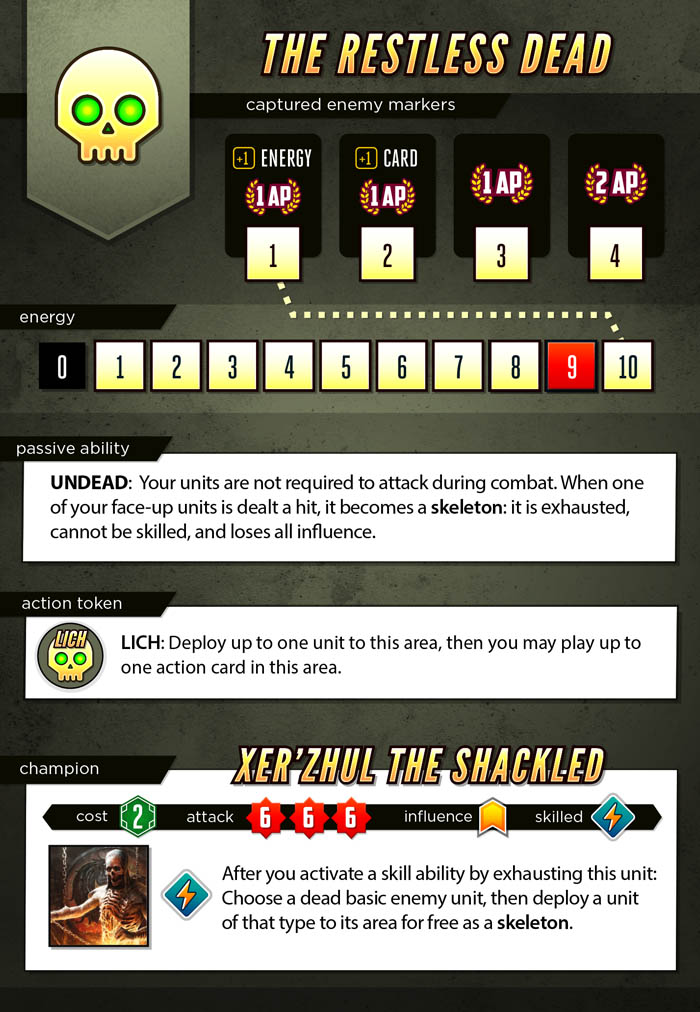 THE RESTLESS DEAD
captured enemy markers
+1 ENERGY
1 AP
1
+1 CARD
1 AP
2
1 AP
3
2 AP
4
energy
0 1 2 3 4 5 6 7 8 9 10
passive ability
UNDEAD: Your units are not required to attack during combat. When one
of your face-up units is dealt a hit, it becomes a skeleton: it is exhausted,
cannot be skilled, and loses all influence.
action token
LICH
LICH: Deploy up to one unit to this area, then you may play up to
one action card in this area.
champion
XER'ZHUL THE SHACKLED
cost 2 attack 6 6 6 influence skilled
After you activate a skill ability by exhausting this unit:
Choose a dead basic enemy unit, then deploy a unit
of that type to its area for free as a skeleton.